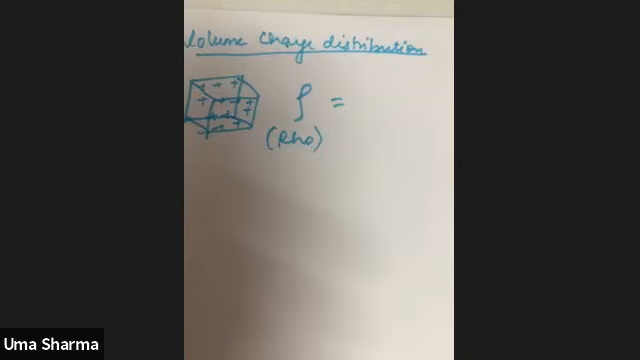 Volume charge distribution
ρ =
(Rho)
Uma Sharma